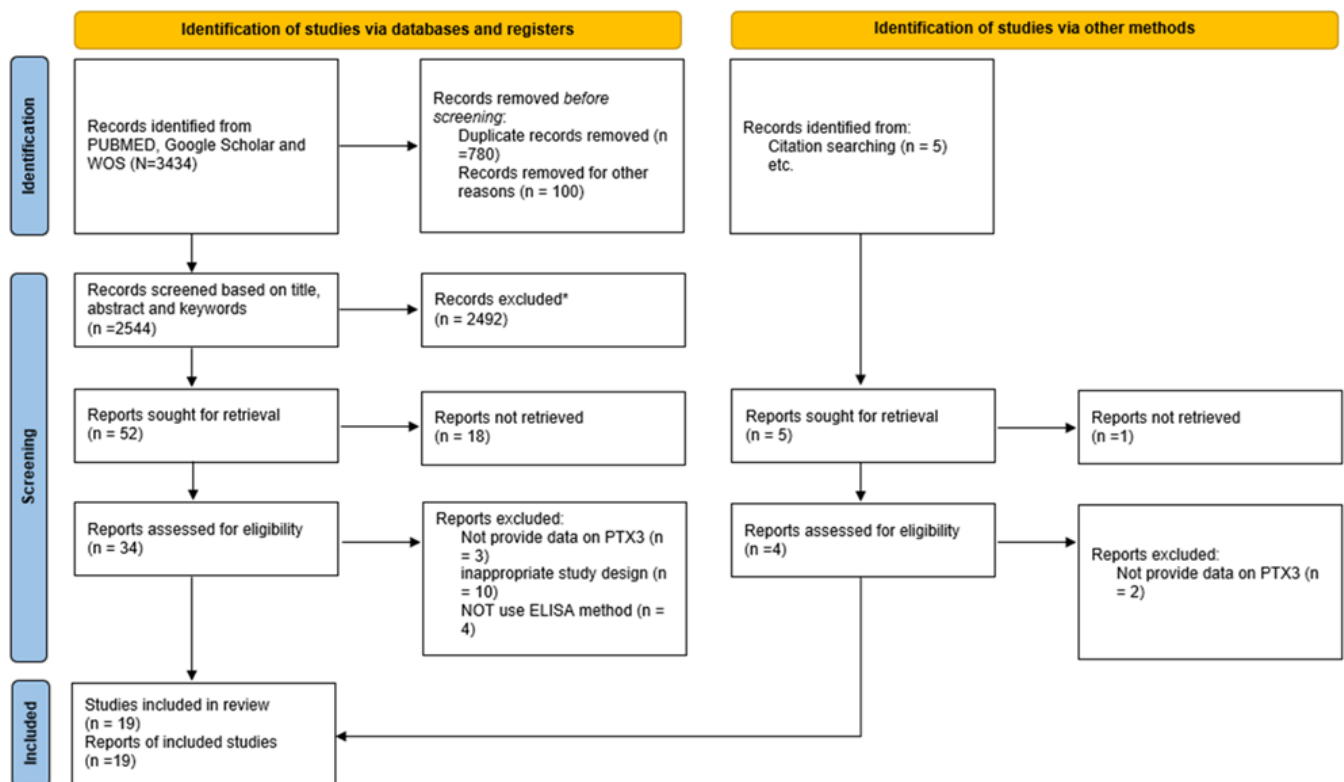 Identification of studies via databases and registers
Identification of studies via other methods
Identification
Records identified from
PUBMED, Google Scholar and
WOS (N=3434)
Records removed before
screening:
Duplicate records removed (n
=780)
Records removed for other
reasons (n = 100)
Records identified from:
Citation searching (n = 5)
etc.
Screening
Records screened based on title,
abstract and keywords
(n =2544)
Records excluded*
(n = 2492)
Reports sought for retrieval
(n = 52)
Reports not retrieved
(n = 18)
Reports sought for retrieval
(n = 5)
Reports not retrieved
(n =1)
Reports assessed for eligibility
(n = 34)
Reports excluded:
Not provide data on PTX3 (n
= 3)
inappropriate study design (n
= 10)
NOT use ELISA method (n =
4)
Reports assessed for eligibility
(n =4)
Reports excluded:
Not provide data on PTX3 (n
= 2)
Included
Studies included in review
(n = 19)
Reports of included studies
(n =19)